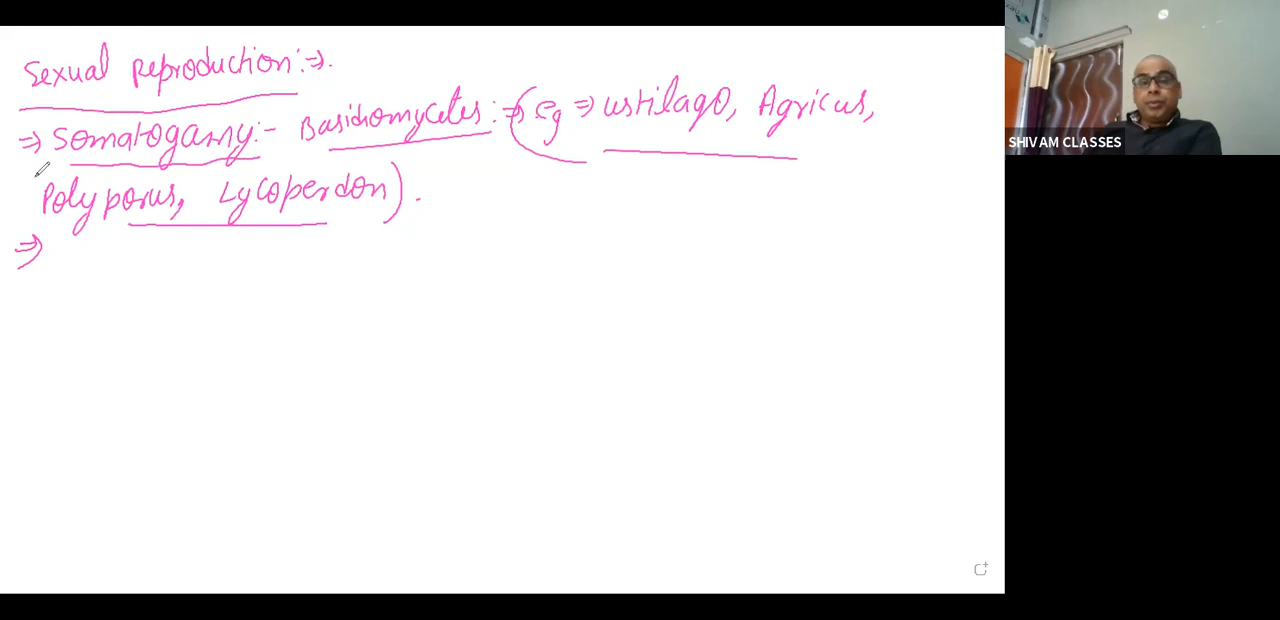 Sexual Reproduction :⇒.
⇒ Somatogamy :- Basidiomycetes :⇒ (eg ⇒ ustilago, Agricus,
Polyporus, Lycoperdon).
⇒
SHIVAM CLASSES